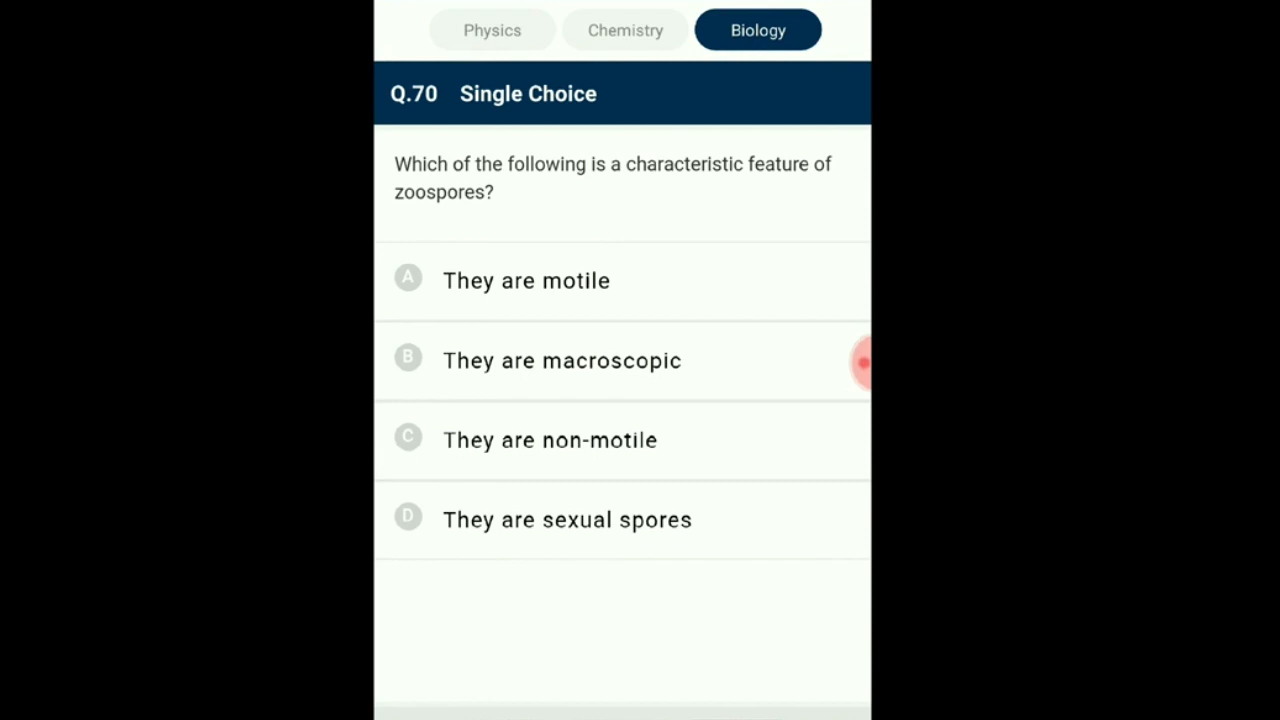 Physics Chemistry Biology
Q.70 Single Choice
Which of the following is a characteristic feature of
zoospores?
A They are motile
B They are macroscopic
C They are non-motile
D They are sexual spores